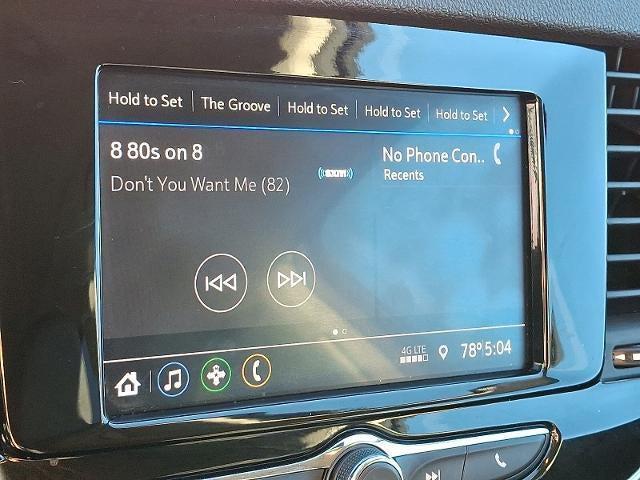 Hold to Set The Groove Hold to Set Hold to Set Hold to Set
8 80s on 8
Don't You Want Me (82)
((SXM))
No Phone Con..
Recents
4G LTE
78° 5:04